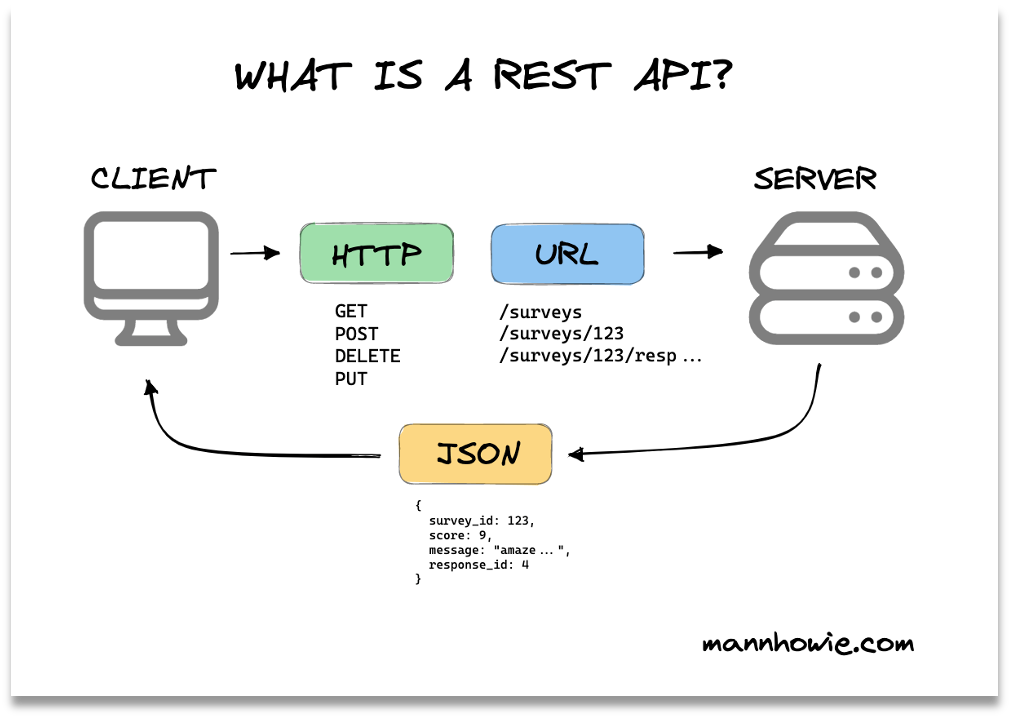 WHAT IS A REST API?
CLIENT
SERVER
HTTP
URL
GET
POST
DELETE
PUT
/surveys
/surveys/123
/surveys/123/resp...
JSON
{
survey_id: 123,
score: 9,
message: "amaze...",
response_id: 4
}
mannhowie.com